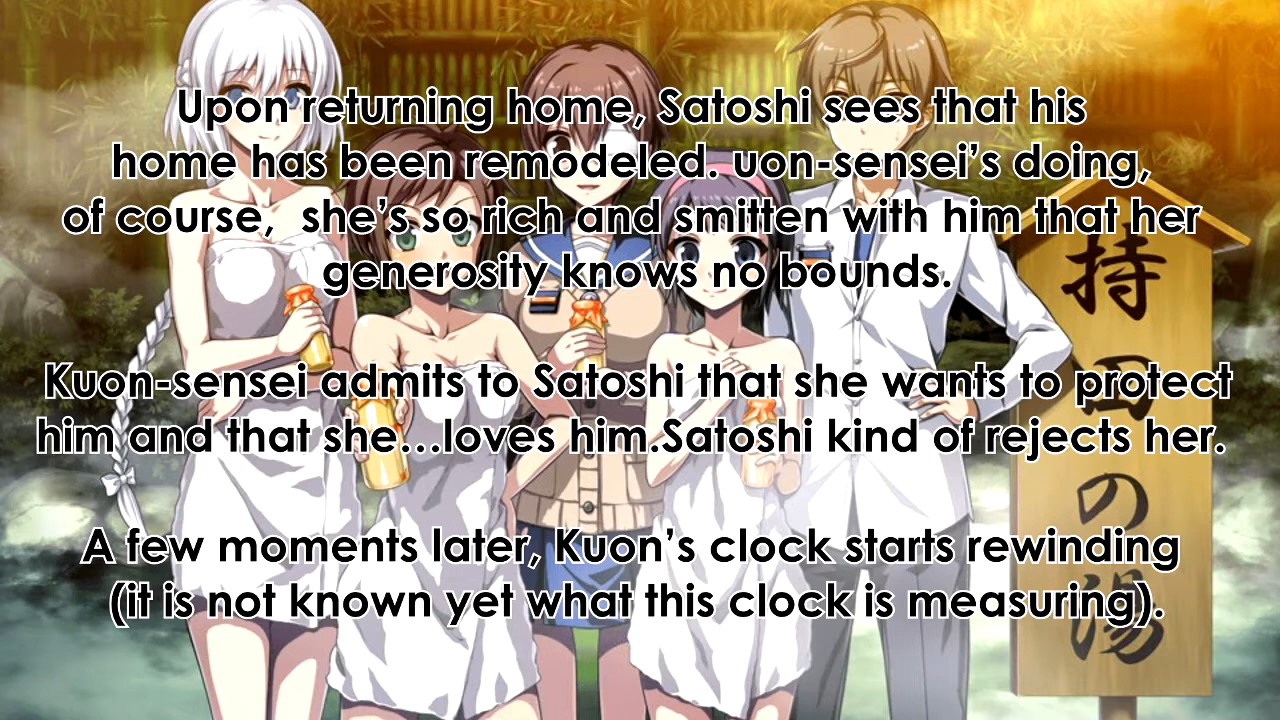 Upon returning home, Satoshi sees that his
home has been remodeled. uon-sensei's doing,
of course,  she's so rich and smitten with him that her
generosity knows no bounds.
Kuon-sensei admits to Satoshi that she wants to protect
him and that she...loves him.Satoshi kind of rejects her.
A few moments later, Kuon's clock starts rewinding
(it is not known yet what this clock is measuring).
持田の湯